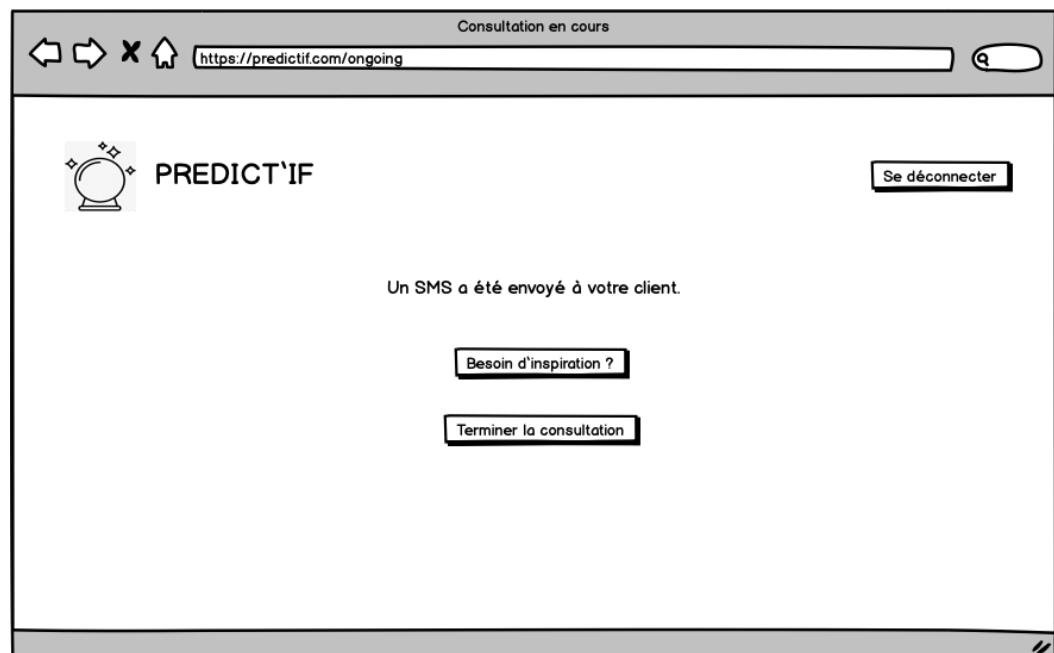 Consultation en cours
https://predictif.com/ongoing
PREDICT`IF
Se déconnecter
Un SMS a été envoyé à votre client.
Besoin d`inspiration ?
Terminer la consultation